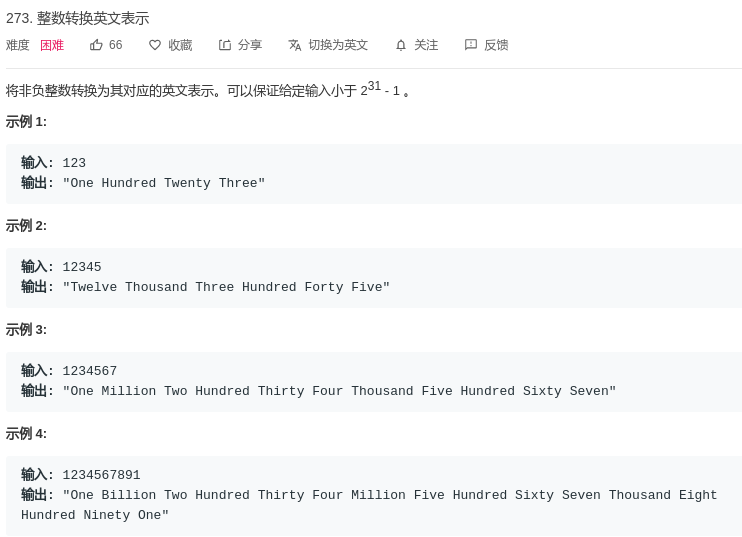 273. 整数转换英文表示
难度 困难 66 收藏 分享 切换为英文 关注 反馈
将非负整数转换为其对应的英文表示。可以保证给定输入小于 2^31 - 1 。
示例 1:
输入: 123
输出: "One Hundred Twenty Three"
示例 2:
输入: 12345
输出: "Twelve Thousand Three Hundred Forty Five"
示例 3:
输入: 1234567
输出: "One Million Two Hundred Thirty Four Thousand Five Hundred Sixty Seven"
示例 4:
输入: 1234567891
输出: "One Billion Two Hundred Thirty Four Million Five Hundred Sixty Seven Thousand Eight
Hundred Ninety One"